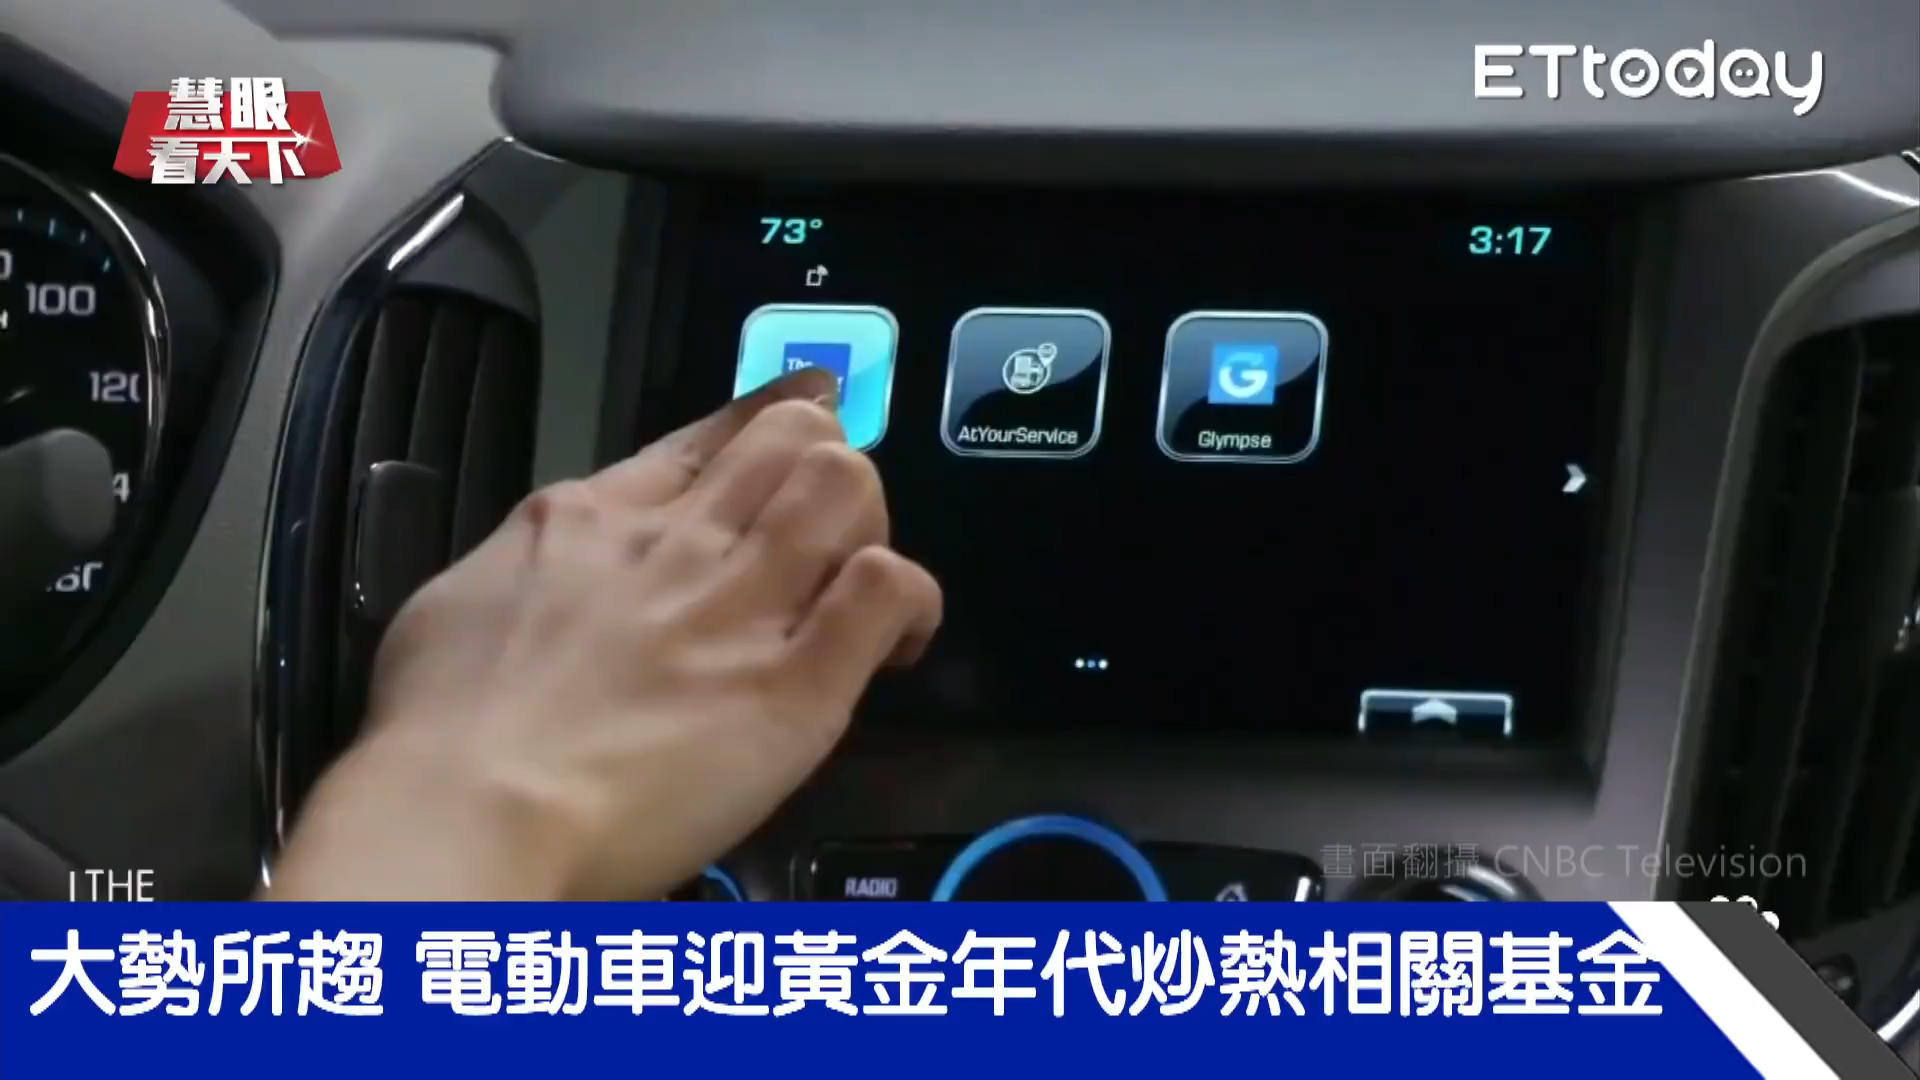 慧眼
看天下
ETtoday
73°
3:17
100
120
The
AtYourService
Glympse
RADIO
THE
畫面翻攝 CNBC Television
大勢所趨 電動車迎黃金年代炒熱相關基金